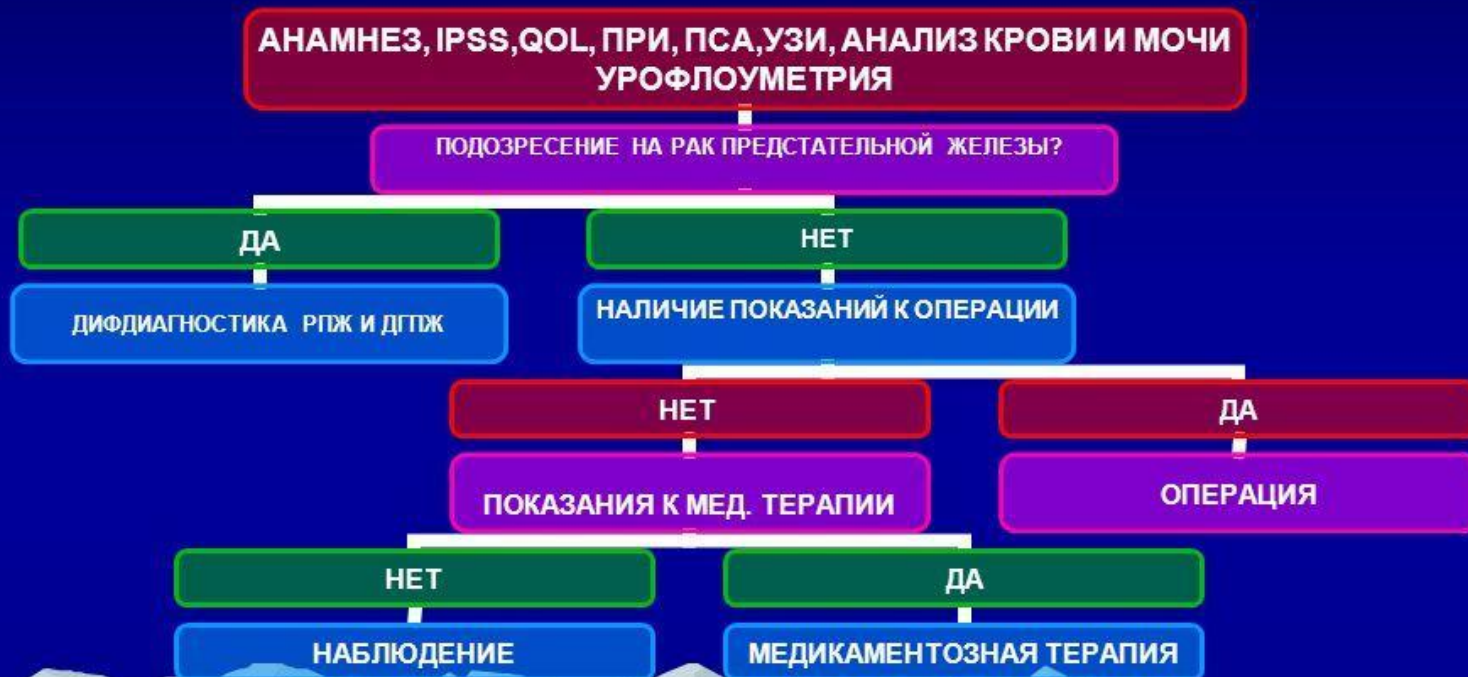 АНАМНЕЗ, IPSS,QOL, ПРИ, ПСА,УЗИ, АНАЛИЗ КРОВИ И МОЧИ
УРОФЛОУМЕТРИЯ
ПОДОЗРЕСЕНИЕ НА РАК ПРЕДСТАТЕЛЬНОЙ ЖЕЛЕЗЫ?
ДА
НЕТ
ДИФДИАГНОСТИКА РПЖ И ДГПЖ
НАЛИЧИЕ ПОКАЗАНИЙ К ОПЕРАЦИИ
НЕТ
ДА
ПОКАЗАНИЯ К МЕД. ТЕРАПИИ
ОПЕРАЦИЯ
НЕТ
ДА
НАБЛЮДЕНИЕ
МЕДИКАМЕНТОЗНАЯ ТЕРАПИЯ